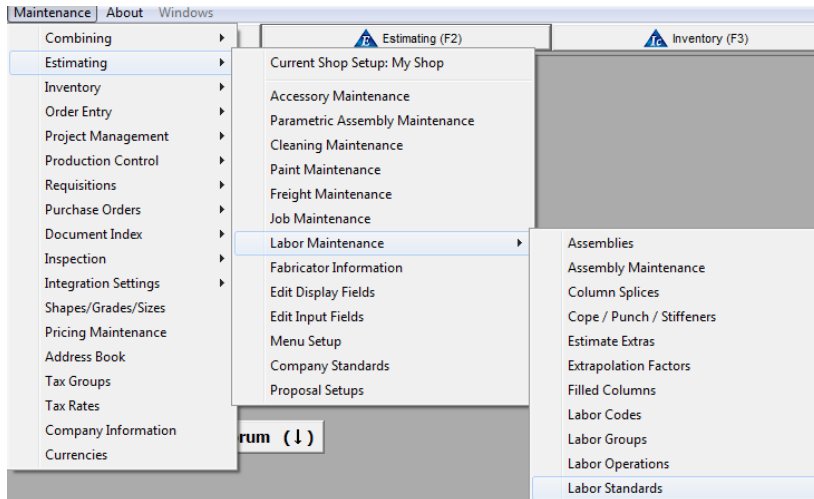 Maintenance About Windows
Estimating (F2)
Inventory (F3)
Combining
Estimating
Inventory
Order Entry
Project Management
Production Control
Requisitions
Purchase Orders
Document Index
Inspection
Integration Settings
Shapes/Grades/Sizes
Pricing Maintenance
Address Book
Tax Groups
Tax Rates
Company Information
Currencies
Current Shop Setup: My Shop
Accessory Maintenance
Parametric Assembly Maintenance
Cleaning Maintenance
Paint Maintenance
Freight Maintenance
Job Maintenance
Labor Maintenance
Fabricator Information
Edit Display Fields
Edit Input Fields
Menu Setup
Company Standards
Proposal Setups
Assemblies
Assembly Maintenance
Column Splices
Cope / Punch / Stiffeners
Estimate Extras
Extrapolation Factors
Filled Columns
Labor Codes
Labor Groups
Labor Operations
Labor Standards
rum (↓)